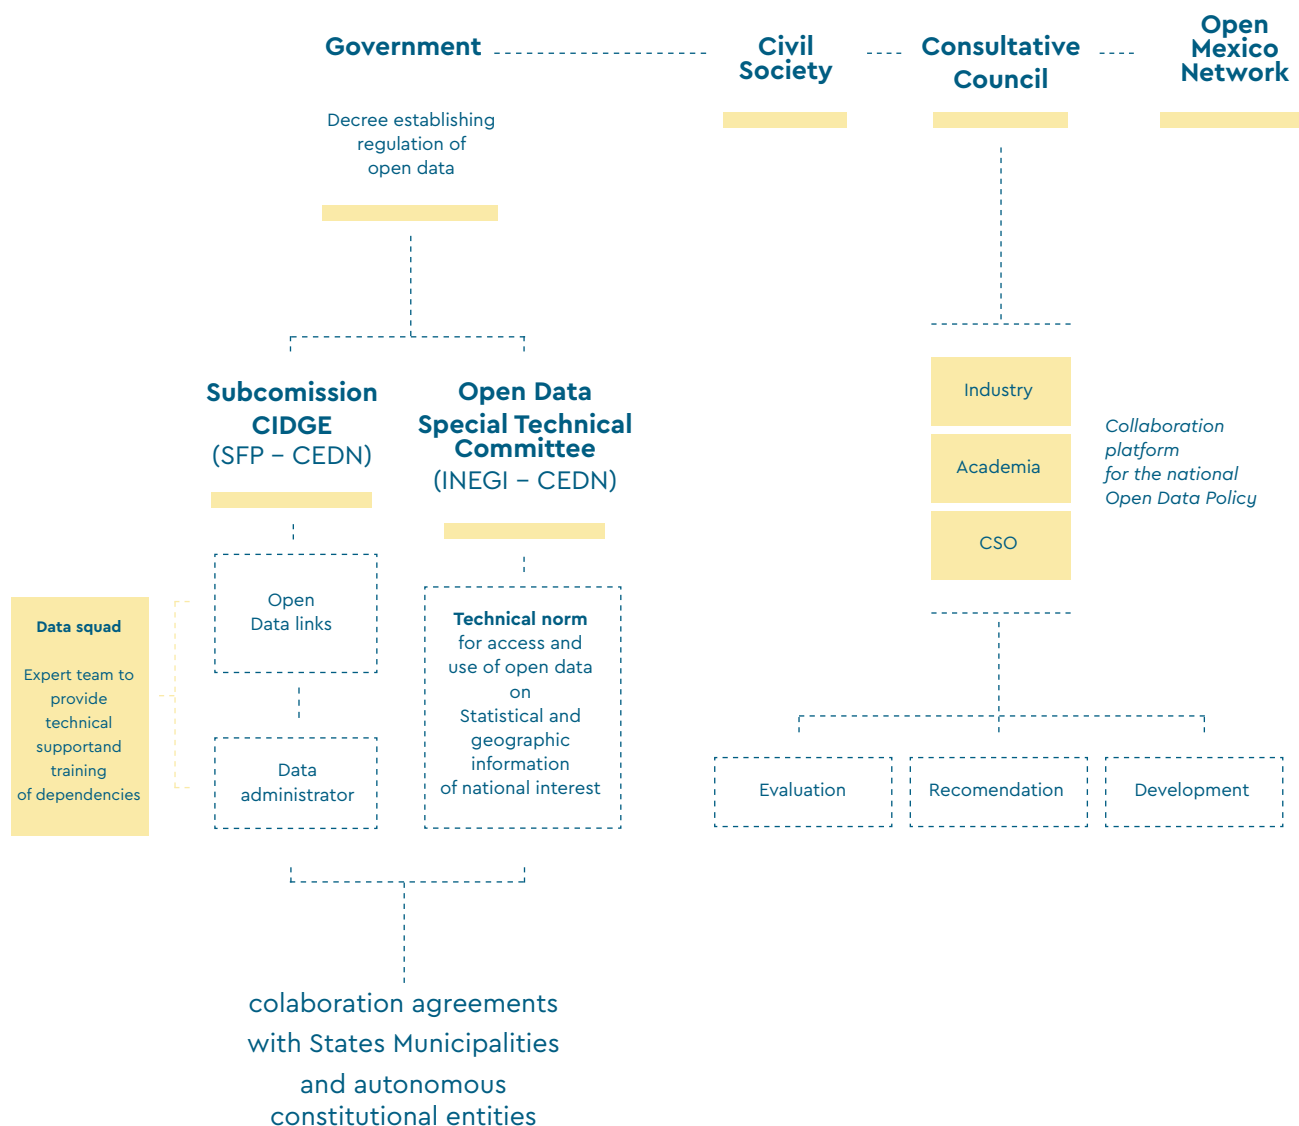 Government
Civil
Society
Consultative
Council
Open
Mexico
Network
Decree establishing
regulation of
open data
Subcomission
CIDGE
(SFP – CEDN)
Open Data
Special Technical
Committee
(INEGI – CEDN)
Data squad
Expert team to
provide
technical
supportand
training
of dependencies
Open
Data links
Data
administrator
Technical norm
for access and
use of open data
on
Statistical and
geographic
information
of national interest
colaboration agreements
with States Municipalities
and autonomous
constitutional entities
Industry
Academia
CSO
Collaboration
platform
for the national
Open Data Policy
Evaluation
Recomendation
Development